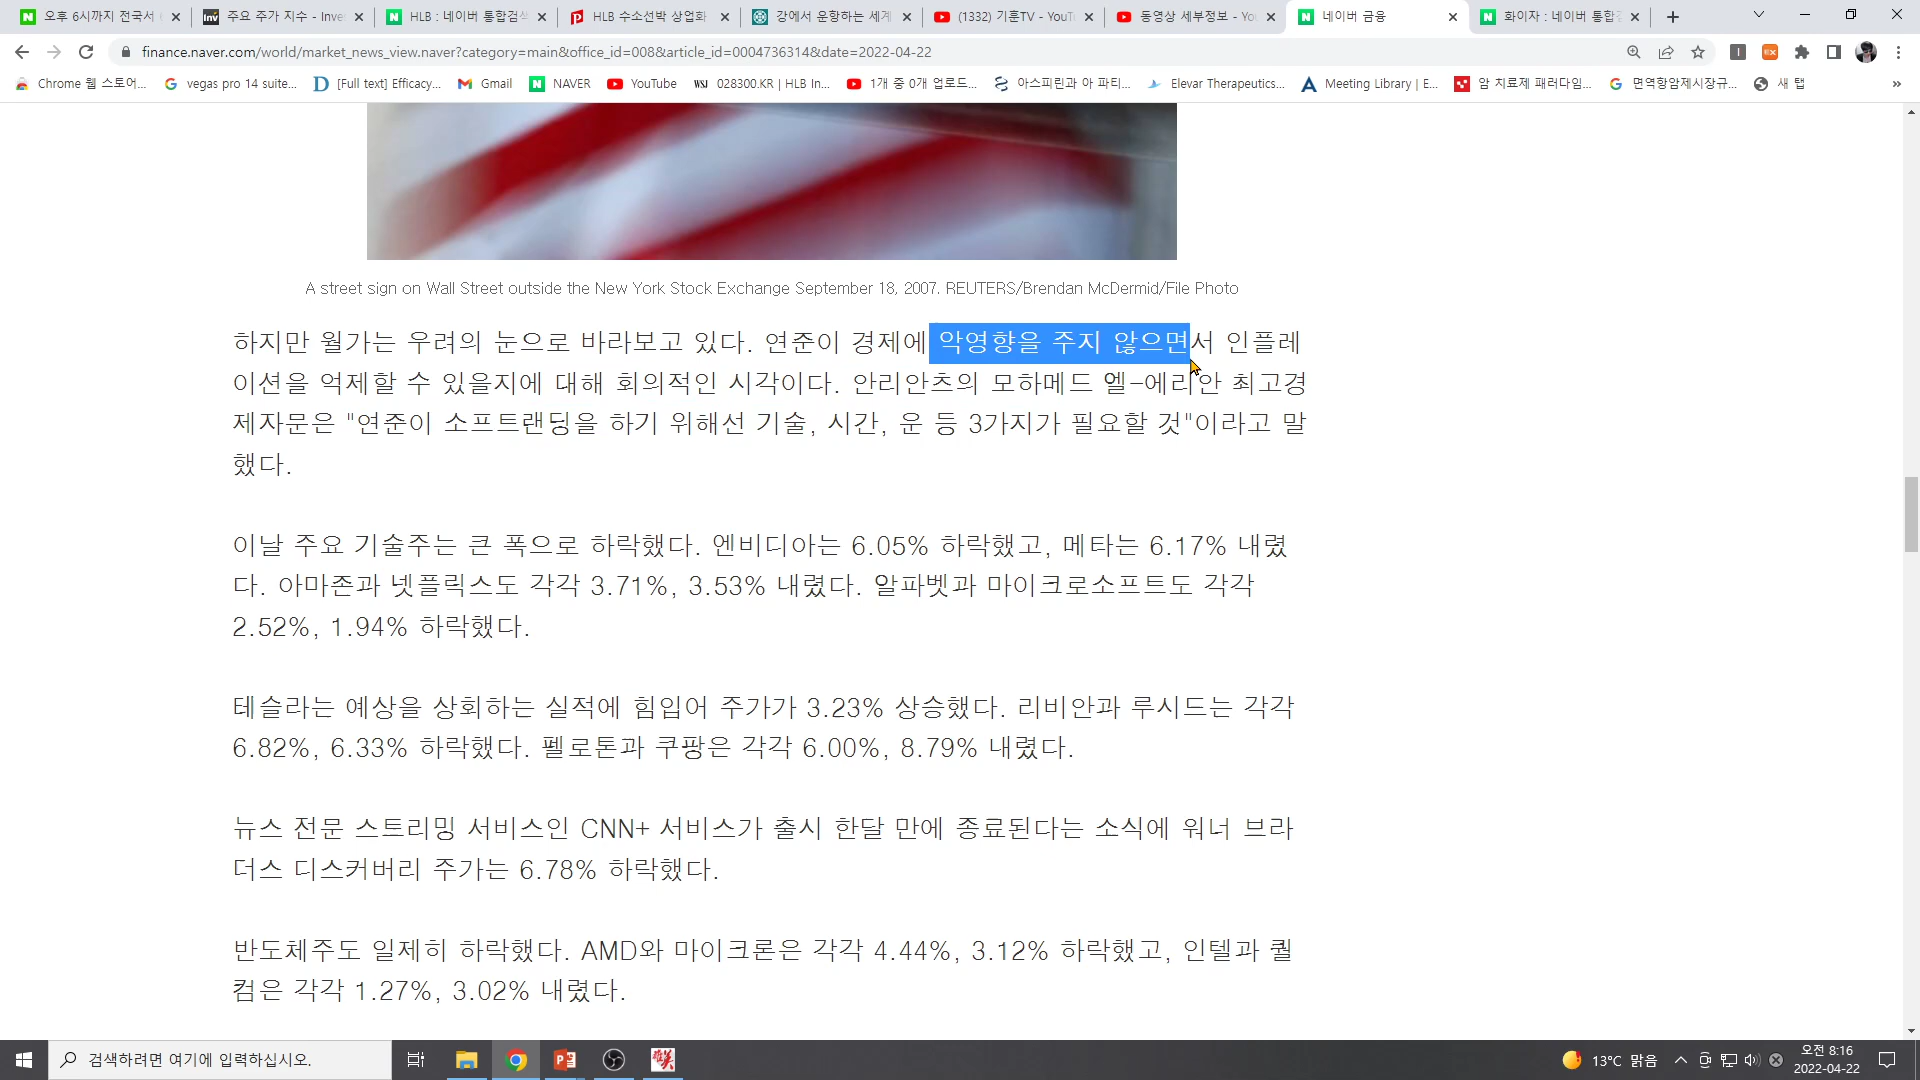 오후 6시까지 전국서
주요 주가 지수 - Inve
HLB : 네이버 통합검색
HLB 수소선박 상업화
강에서 운항하는 세계
(1332) 기훈TV - YouTu
동영상 세부정보 - You
네이버 금융
화이자 : 네이버 통합
finance.naver.com/world/market_news_view.naver?category=main&office_id=008&article_id=0004736314&date=2022-04-22
Chrome 웹 스토어...
vegas pro 14 suite...
[Full text] Efficacy...
Gmail
NAVER
YouTube
WSJ 028300.KR | HLB In...
1개 중 0개 업로드...
아스피린과 아 파티...
Elevar Therapeutics...
Meeting Library | E...
암 치료제 패러다임...
면역항암제시장규...
새 탭
A street sign on Wall Street outside the New York Stock Exchange September 18, 2007. REUTERS/Brendan McDermid/File Photo
하지만 월가는 우려의 눈으로 바라보고 있다. 연준이 경제에 악영향을 주지 않으면서 인플레
이션을 억제할 수 있을지에 대해 회의적인 시각이다. 안리안츠의 모하메드 엘-에리안 최고경
제자문은 "연준이 소프트랜딩을 하기 위해선 기술, 시간, 운 등 3가지가 필요할 것"이라고 말
했다.
이날 주요 기술주는 큰 폭으로 하락했다. 엔비디아는 6.05% 하락했고, 메타는 6.17% 내렸
다. 아마존과 넷플릭스도 각각 3.71%, 3.53% 내렸다. 알파벳과 마이크로소프트도 각각
2.52%, 1.94% 하락했다.
테슬라는 예상을 상회하는 실적에 힘입어 주가가 3.23% 상승했다. 리비안과 루시드는 각각
6.82%, 6.33% 하락했다. 펠로톤과 쿠팡은 각각 6.00%, 8.79% 내렸다.
뉴스 전문 스토리밍 서비스인 CNN+ 서비스가 출시 한달 만에 종료된다는 소식에 워너 브라
더스 디스커버리 주가는 6.78% 하락했다.
반도체주도 일제히 하락했다. AMD와 마이크론은 각각 4.44%, 3.12% 하락했고, 인텔과 퀄
컴은 각각 1.27%, 3.02% 내렸다.
검색하려면 여기에 입력하십시오.
13°C 맑음
오전 8:16
2022-04-22